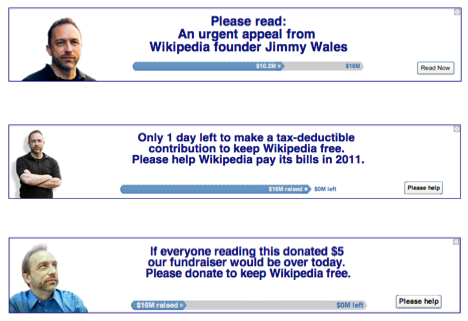 Please read:
An urgent appeal from
Wikipedia founder Jimmy Wales
$10.2M
$16M
Read Now
Only 1 day left to make a tax-deductible
contribution to keep Wikipedia free.
Please help Wikipedia pay its bills in 2011.
$16M raised
$0M left
Please help
If everyone reading this donated $5
our fundraiser would be over today.
Please donate to keep Wikipedia free.
$16M raised
$0M left
Please help